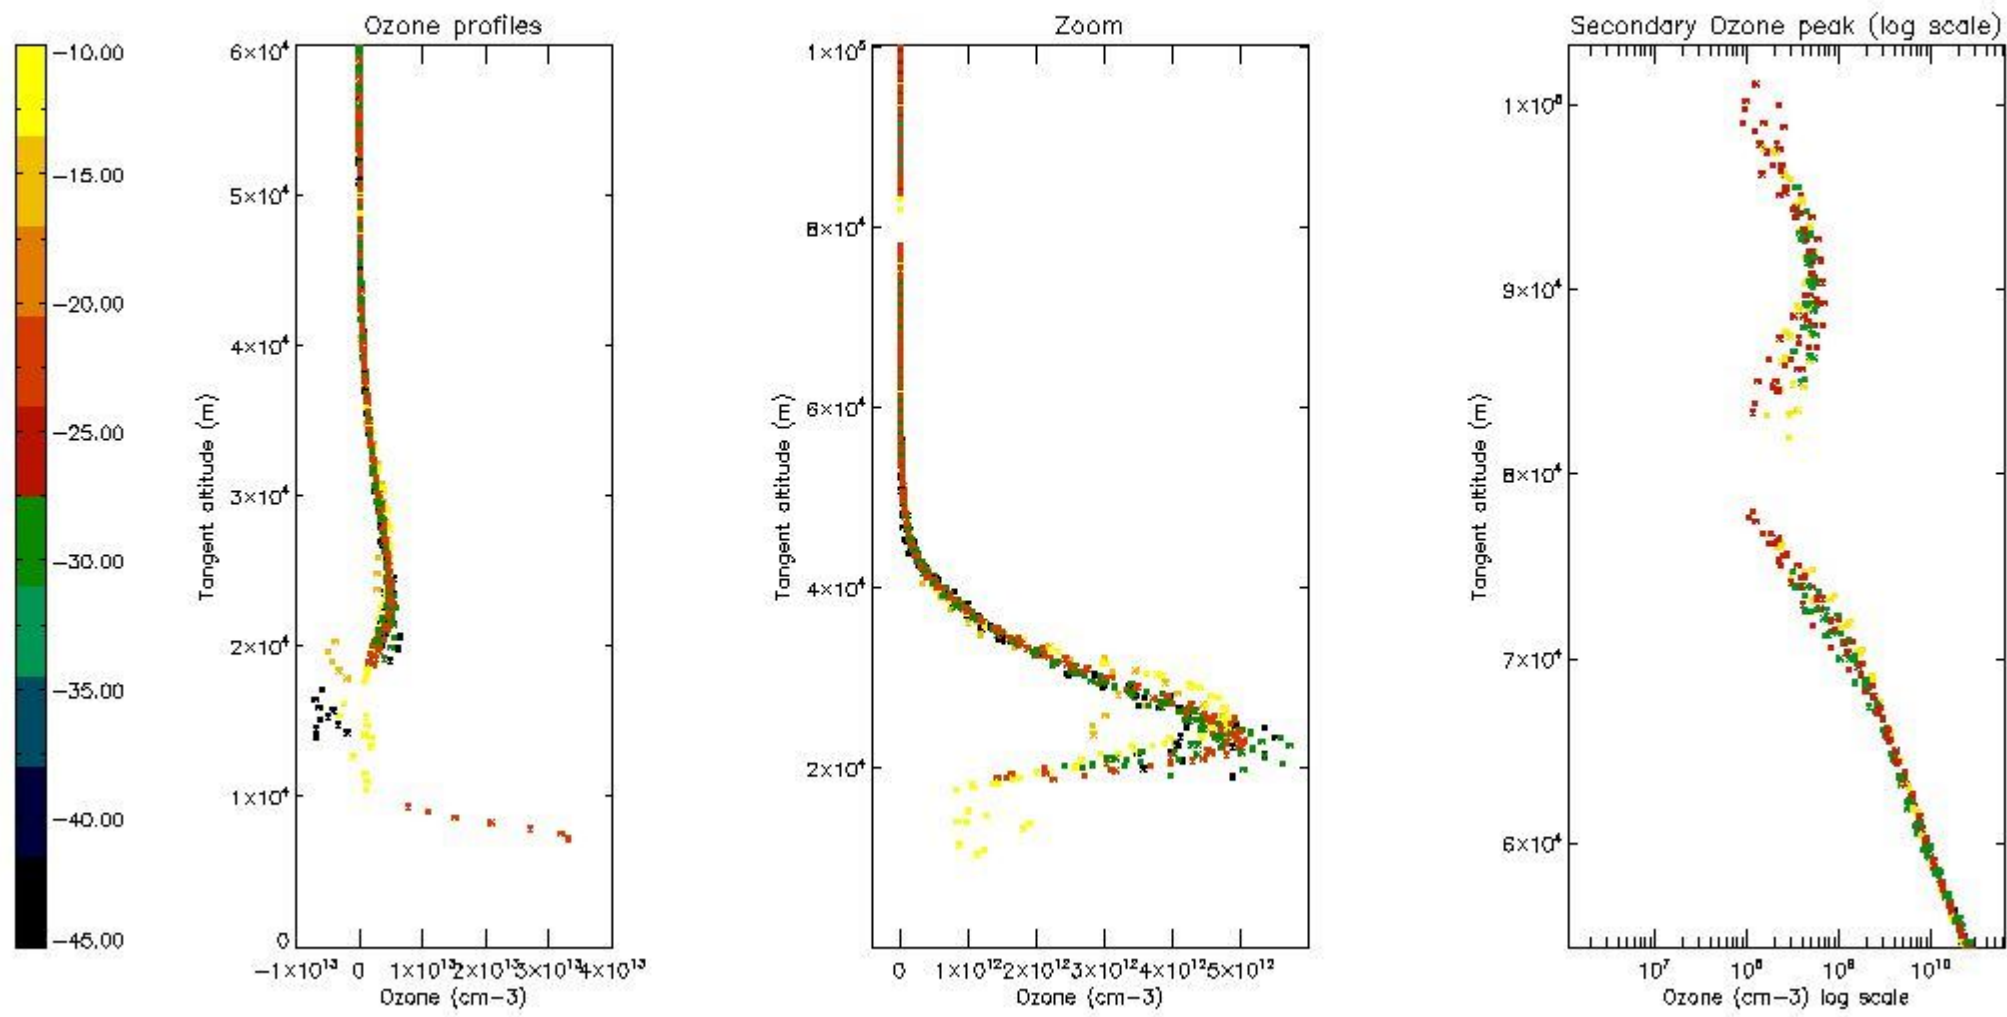 Ozone profiles
Zoom
Secondary Ozone peak (log scale)
−10.00
−15.00
−20.00
−25.00
−30.00
−35.00
−40.00
−45.00
Tangent altitude (m)
6×10⁴
5×10⁴
4×10⁴
3×10⁴
2×10⁴
1×10⁴
0
−1×10¹³ 0 1×10¹³ 2×10¹³ 3×10¹³ 4×10¹³
Ozone (cm−3)
Tangent altitude (m)
1×10⁵
8×10⁴
6×10⁴
4×10⁴
2×10⁴
0 1×10¹² 2×10¹² 3×10¹² 4×10¹² 5×10¹²
Ozone (cm−3)
Tangent altitude (m)
1×10⁵
9×10⁴
8×10⁴
7×10⁴
6×10⁴
10⁷ 10⁸ 10⁹ 10¹⁰
Ozone (cm−3) log scale